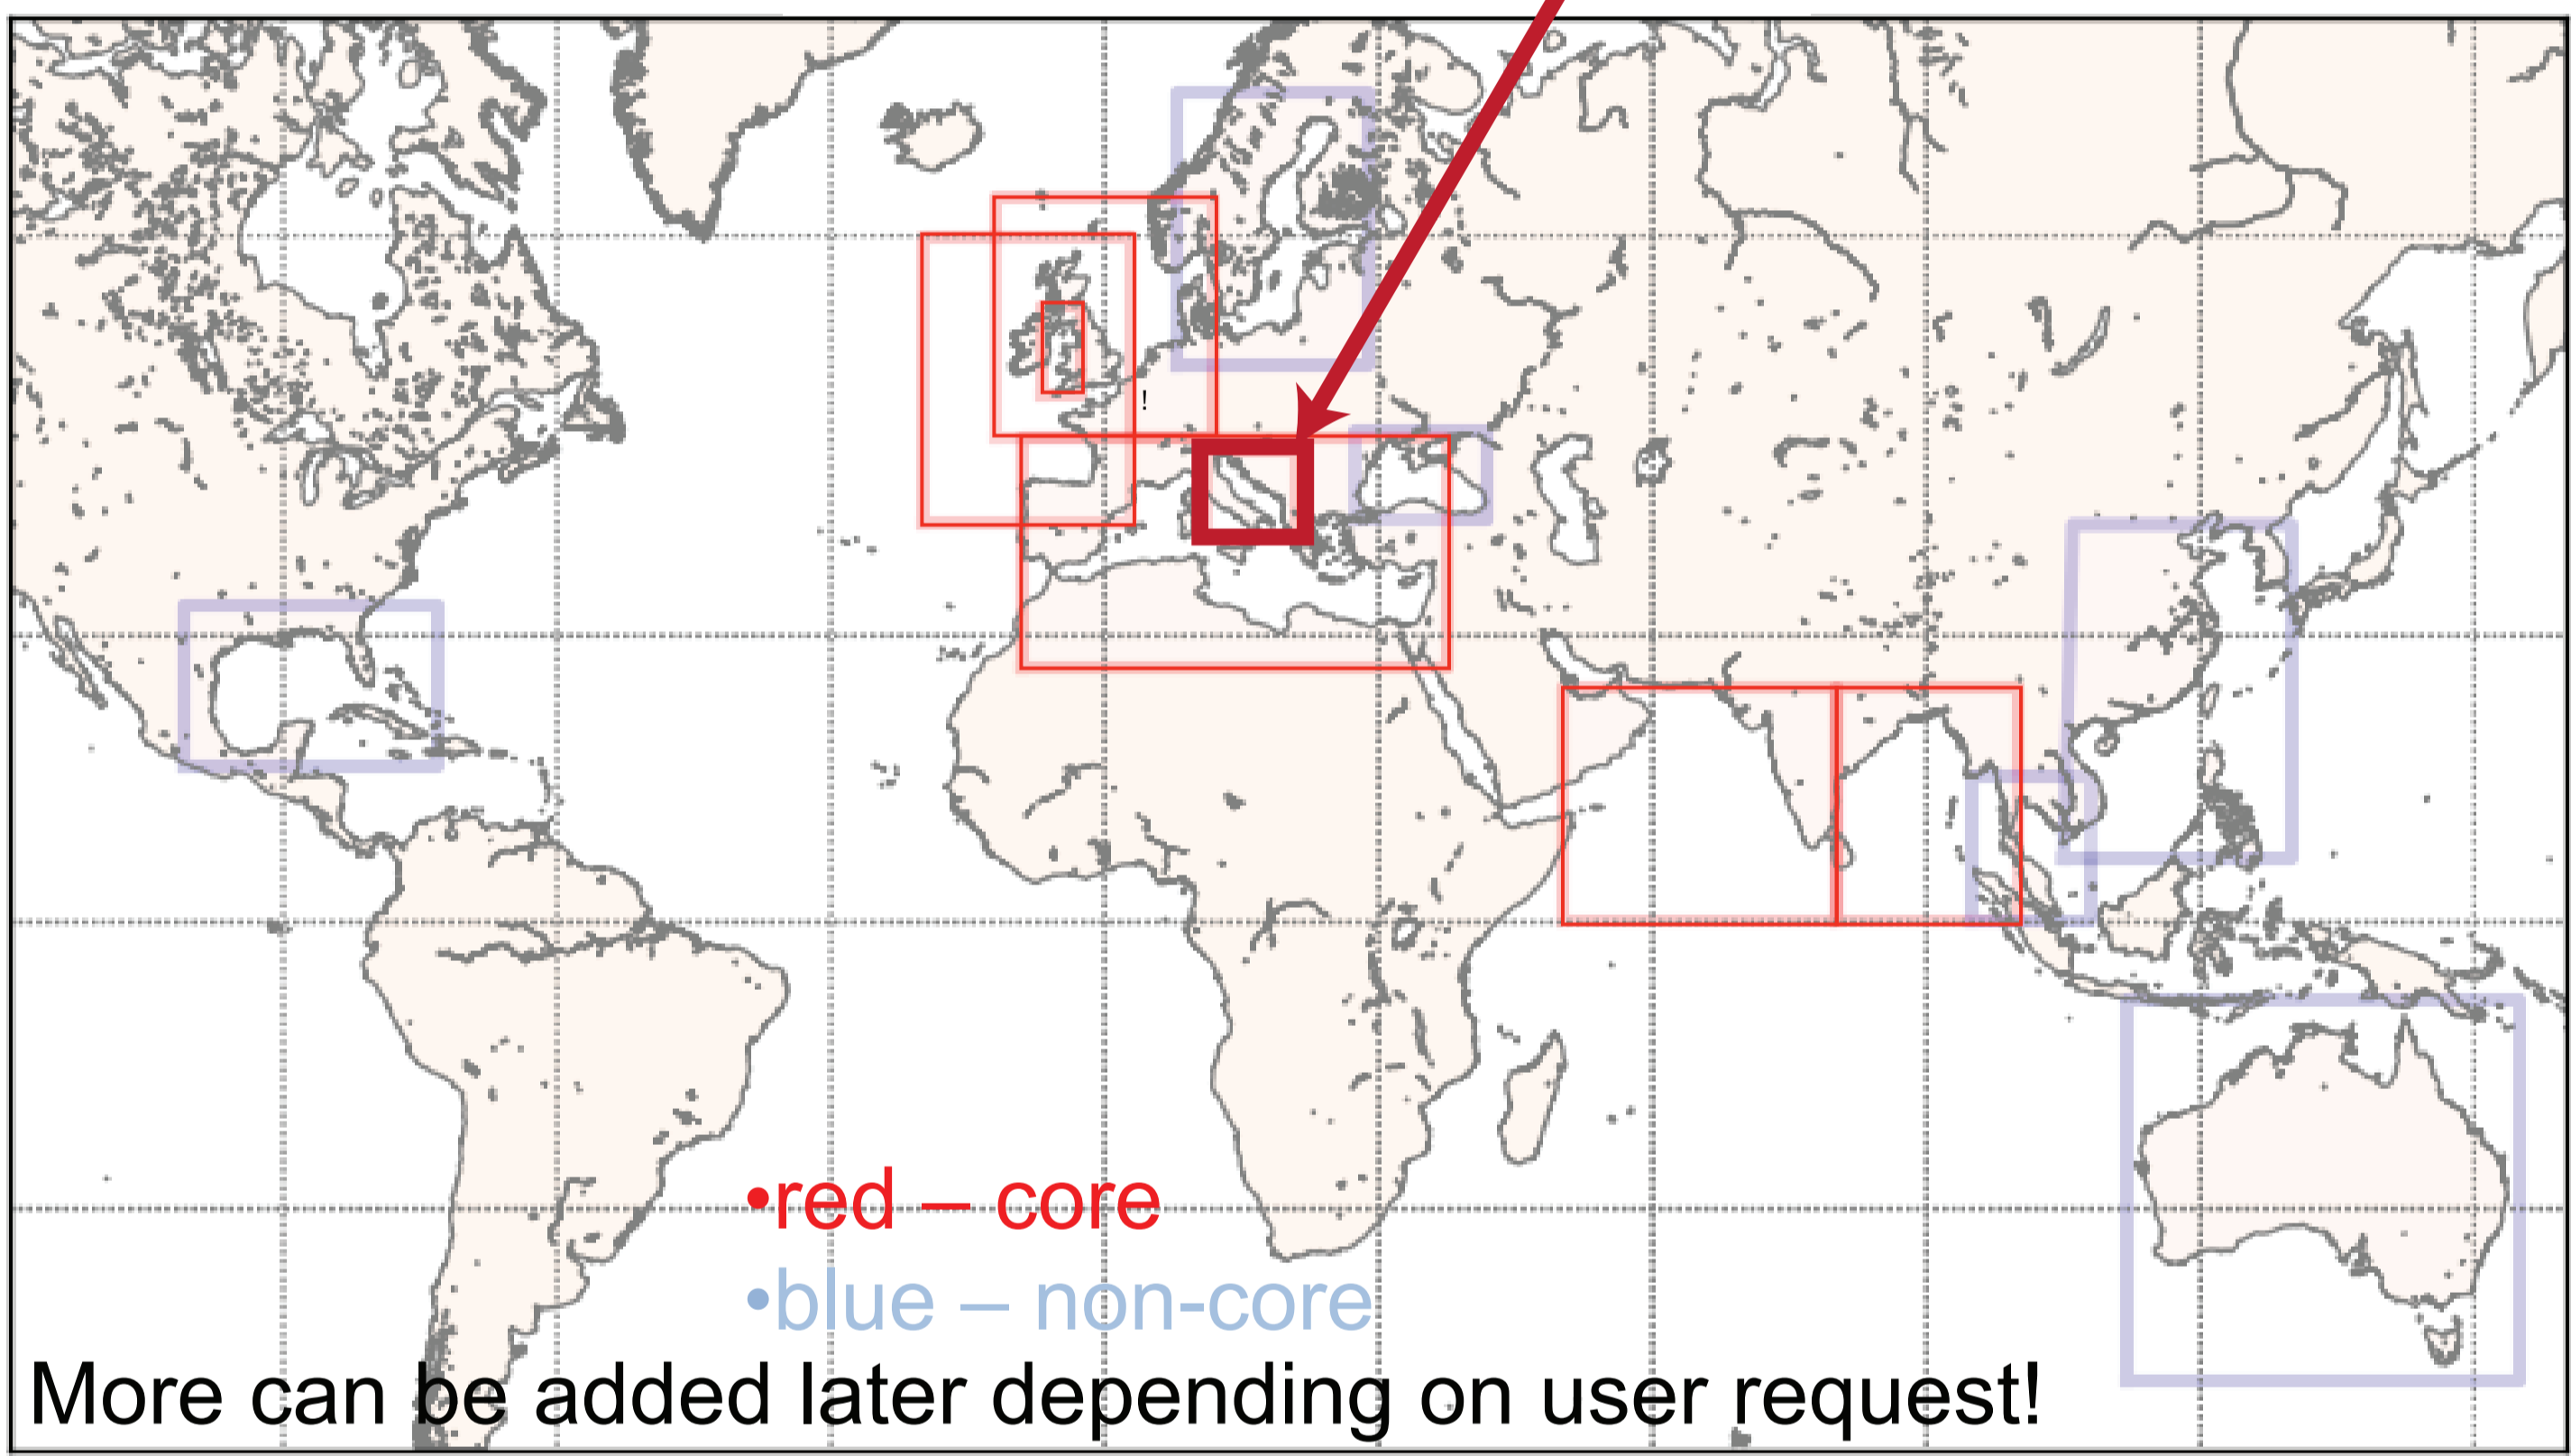 !
•red – core
•blue – non-core
More can be added later depending on user request!